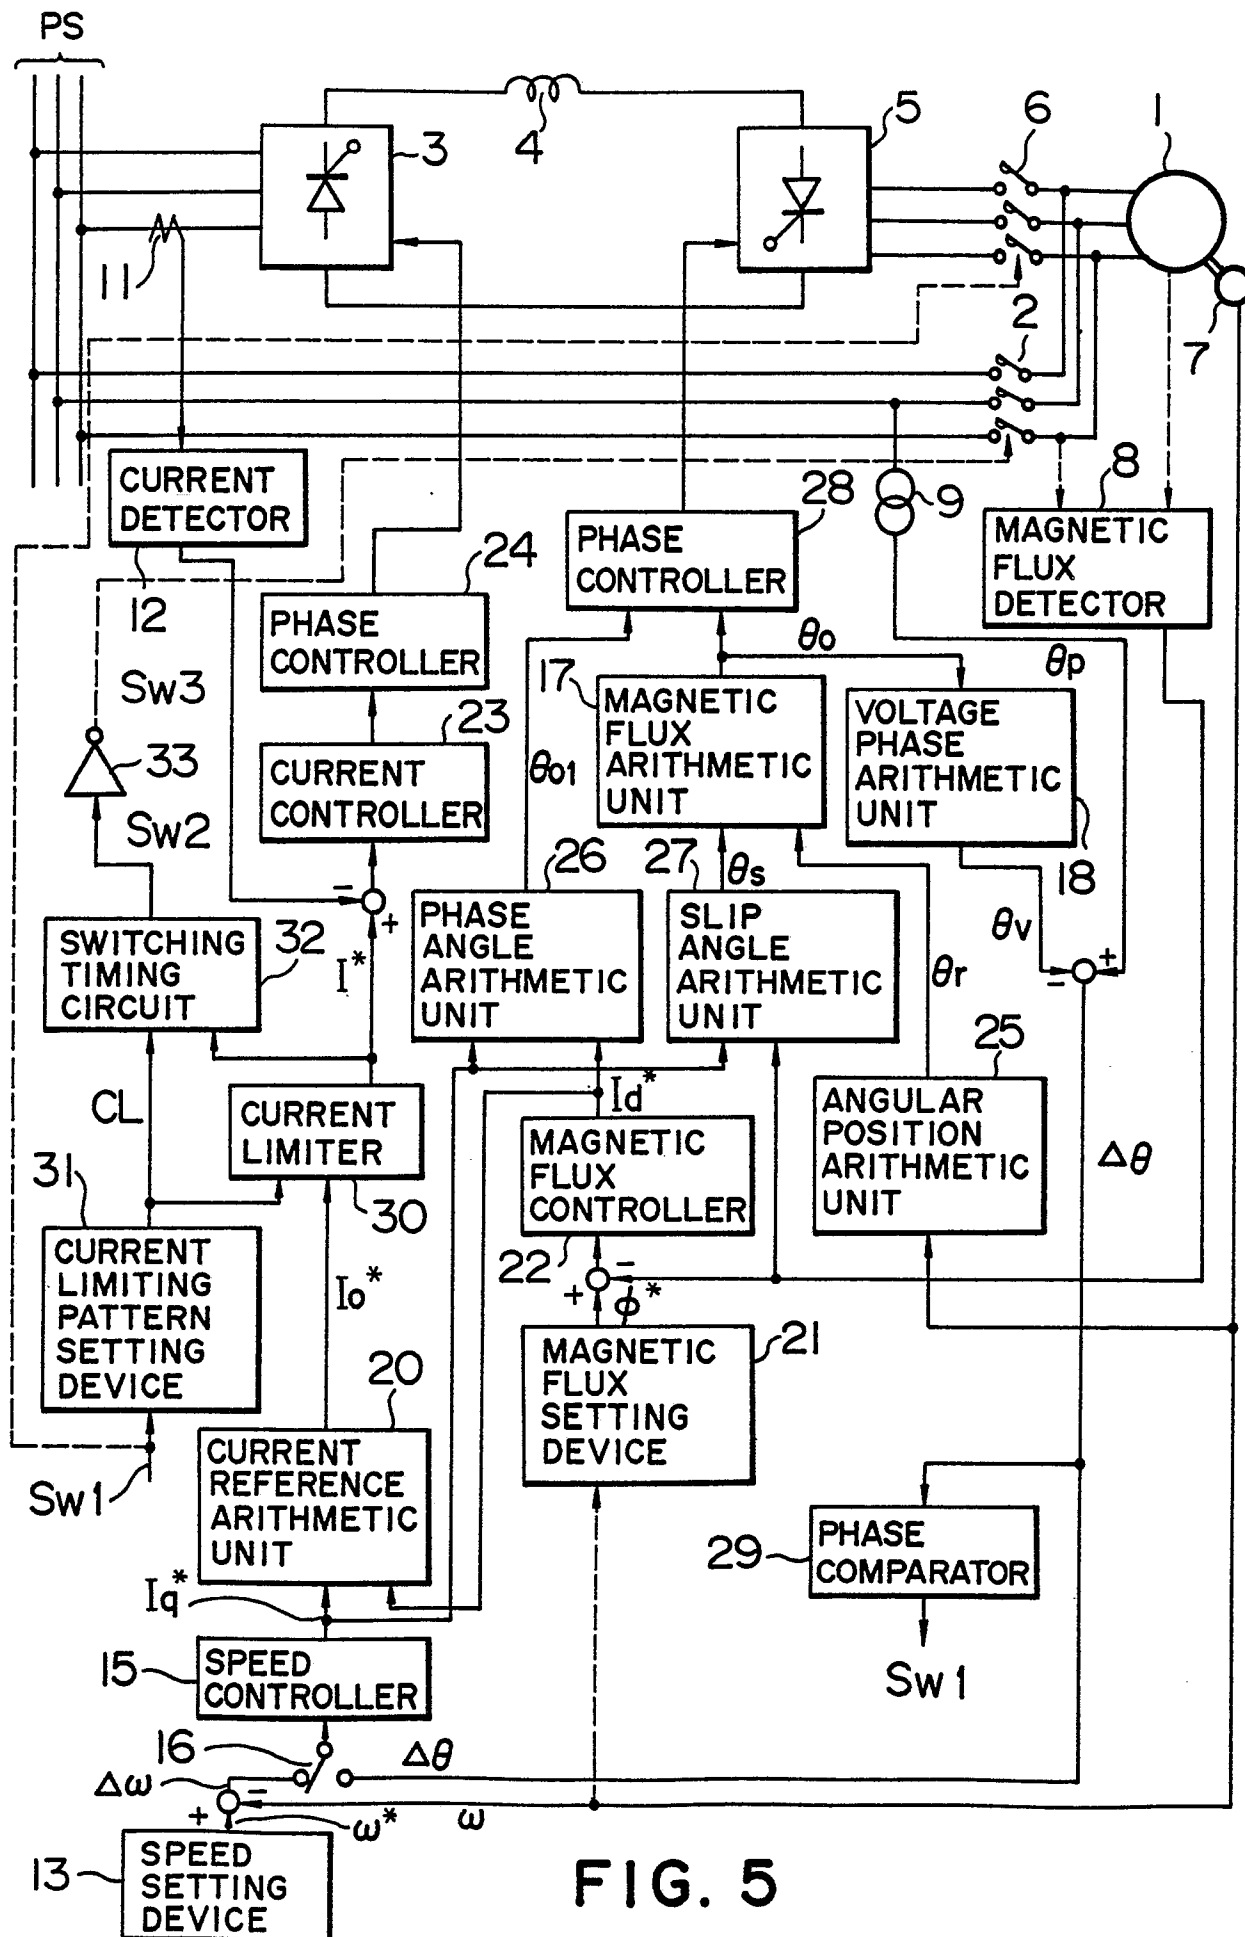 PS
3
4
5
6
1
11
2
7
CURRENT
DETECTOR
12
24
PHASE
CONTROLLER
28
PHASE
CONTROLLER
9
8
MAGNETIC
FLUX
DETECTOR
θo
θp
Sw3
33
Sw2
23
CURRENT
CONTROLLER
θo1
17
MAGNETIC
FLUX
ARITHMETIC
UNIT
VOLTAGE
PHASE
ARITHMETIC
UNIT
18
-
+
I*
26
PHASE
ANGLE
ARITHMETIC
UNIT
27
θs
SLIP
ANGLE
ARITHMETIC
UNIT
θr
θv
+
-
SWITCHING
TIMING
CIRCUIT
32
CL
CURRENT
LIMITER
30
Id*
MAGNETIC
FLUX
CONTROLLER
22
25
ANGULAR
POSITION
ARITHMETIC
UNIT
Δθ
31
CURRENT
LIMITING
PATTERN
SETTING
DEVICE
Io*
-
+
ϕ*
MAGNETIC
FLUX
SETTING
DEVICE
21
Sw1
20
CURRENT
REFERENCE
ARITHMETIC
UNIT
Iq*
29
PHASE
COMPARATOR
Sw1
15
SPEED
CONTROLLER
16
Δθ
Δω
-
+
ω*
ω
13
SPEED
SETTING
DEVICE
FIG. 5